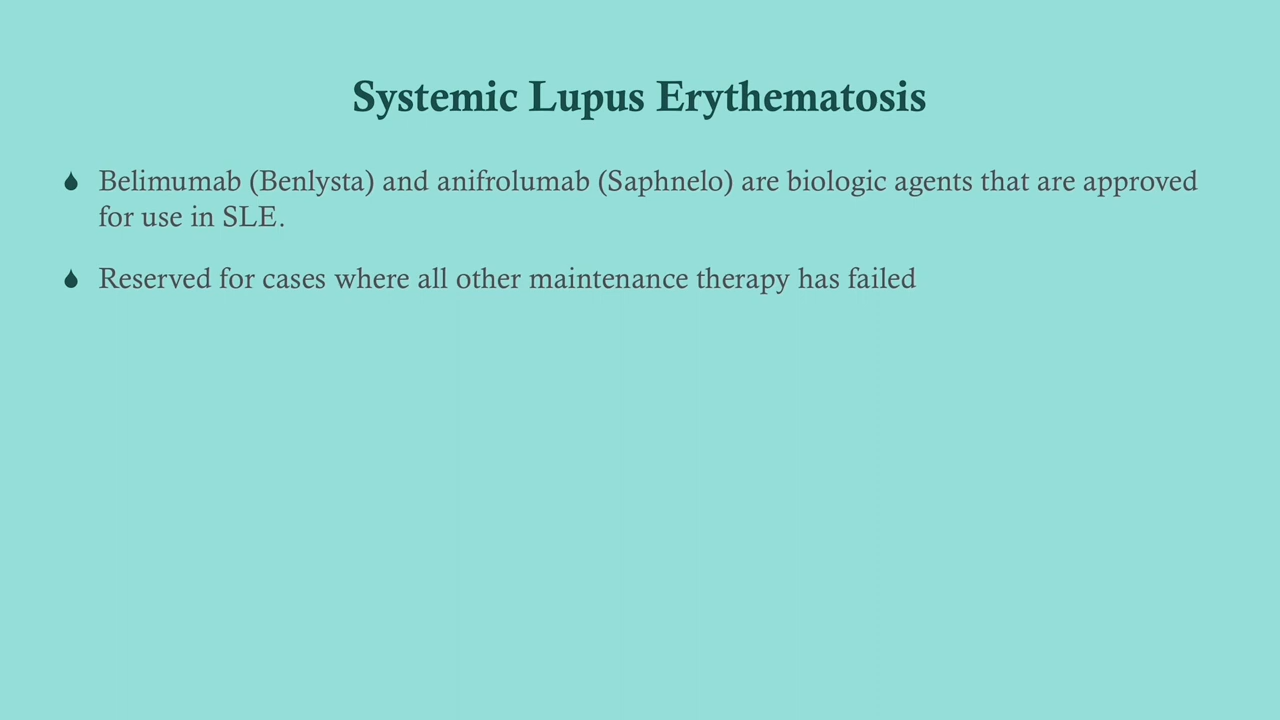 Systemic Lupus Erythematosis
Belimumab (Benlysta) and anifrolumab (Saphnelo) are biologic agents that are approved
for use in SLE.
Reserved for cases where all other maintenance therapy has failed